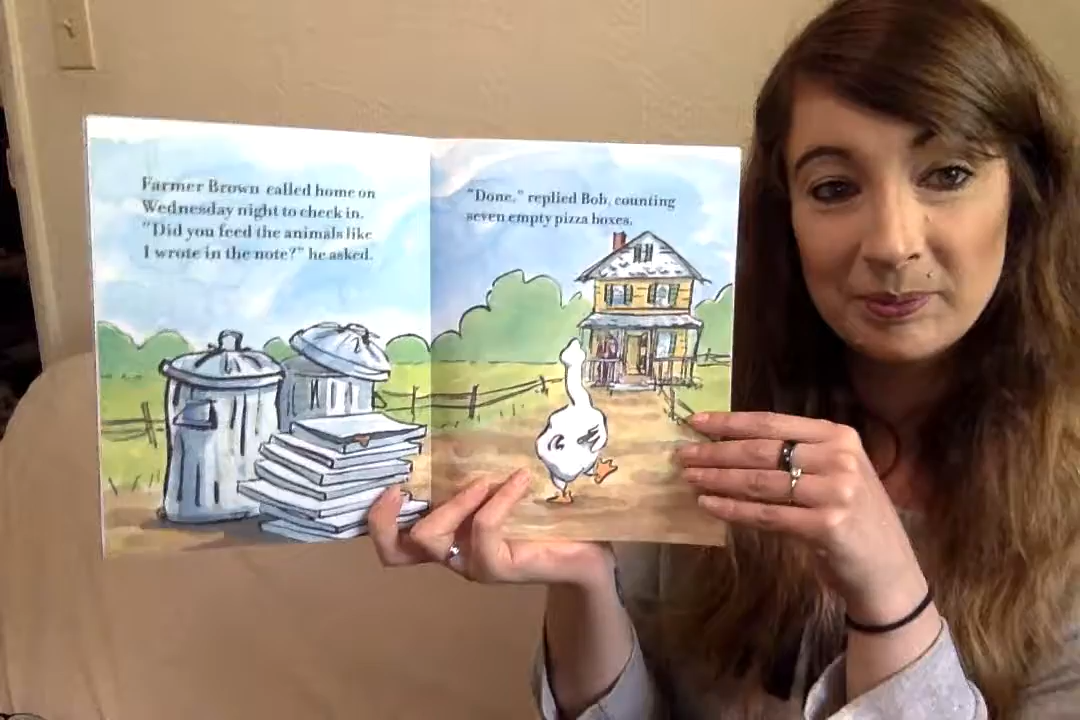 Farmer Brown called home on
Wednesday night to check in.
"Did you feed the animals like
I wrote in the note?" he asked.
"Done," replied Bob, counting
seven empty pizza boxes.